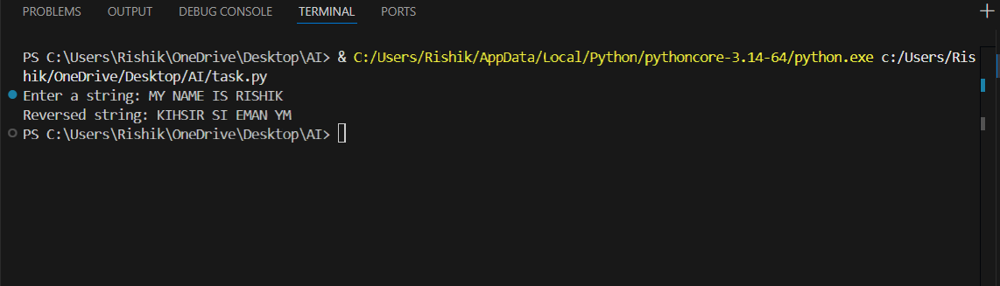 PROBLEMS OUTPUT DEBUG CONSOLE TERMINAL PORTS
PS C:\Users\Rishik\OneDrive\Desktop\AI> & C:/Users/Rishik/AppData/Local/Python/pythoncore-3.14-64/python.exe c:/Users/Ris
hik/OneDrive/Desktop/AI/task.py
Enter a string: MY NAME IS RISHIK
Reversed string: KIHSIR SI EMAN YM
PS C:\Users\Rishik\OneDrive\Desktop\AI>